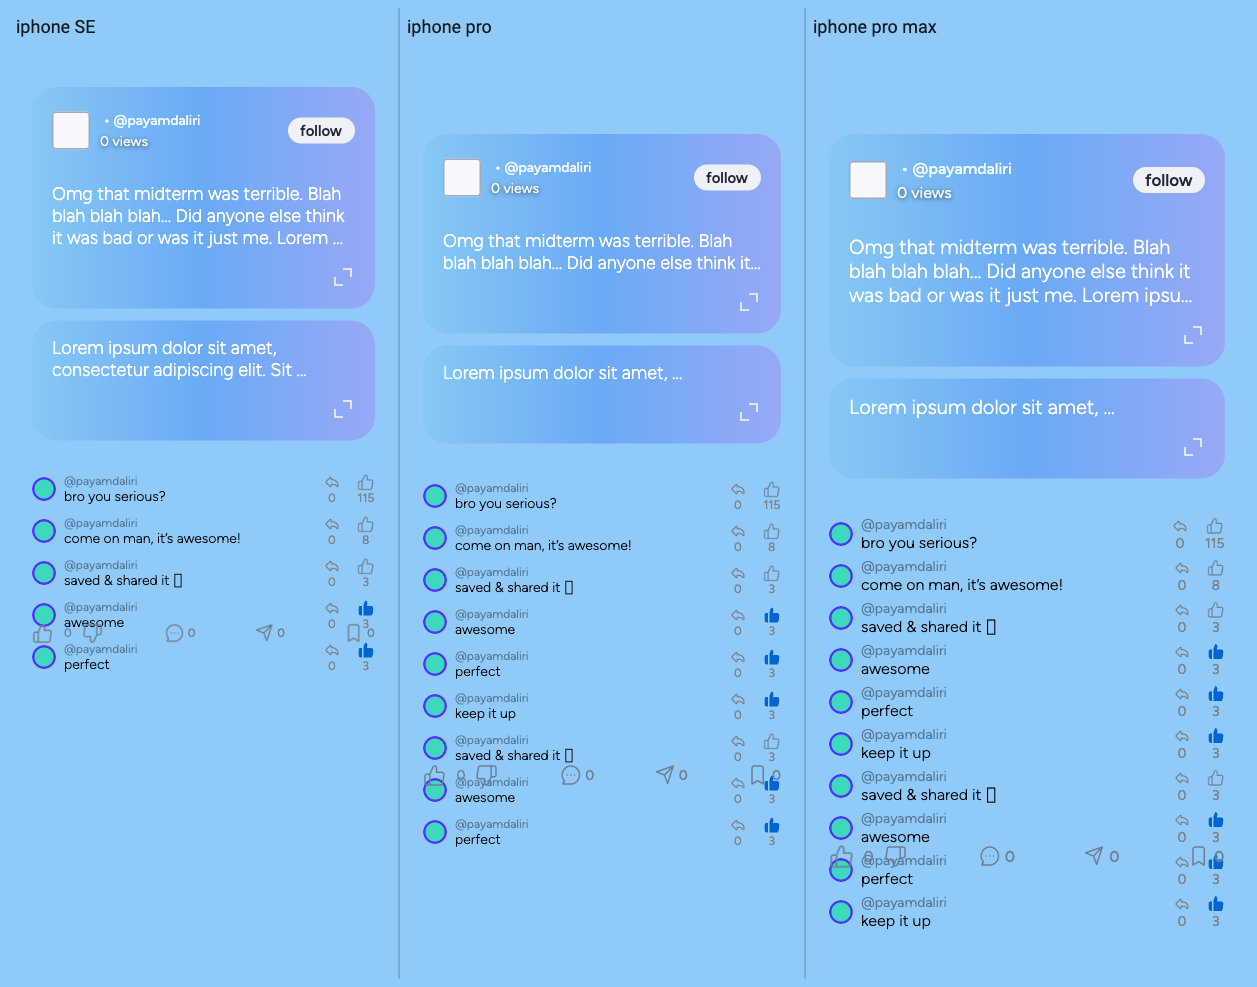 iphone SE
• @payamdaliri
0 views
follow
Omg that midterm was terrible. Blah
blah blah blah... Did anyone else think
it was bad or was it just me. Lorem ...
Lorem ipsum dolor sit amet,
consectetur adipiscing elit. Sit ...
@payamdaliri
bro you serious?
0 115
@payamdaliri
come on man, it's awesome!
0 8
@payamdaliri
saved & shared it
0 3
@payamdaliri
awesome
0 3
0 0 0 0
@payamdaliri
perfect
0 3
iphone pro
• @payamdaliri
0 views
follow
Omg that midterm was terrible. Blah
blah blah blah... Did anyone else think it...
Lorem ipsum dolor sit amet, ...
@payamdaliri
bro you serious?
0 115
@payamdaliri
come on man, it's awesome!
0 8
@payamdaliri
saved & shared it
0 3
@payamdaliri
awesome
0 3
@payamdaliri
perfect
0 3
@payamdaliri
keep it up
0 3
@payamdaliri
saved & shared it
0 3
0 0 0 0
@payamdaliri
awesome
0 3
@payamdaliri
perfect
0 3
iphone pro max
• @payamdaliri
0 views
follow
Omg that midterm was terrible. Blah
blah blah blah... Did anyone else think it
was bad or was it just me. Lorem ipsu...
Lorem ipsum dolor sit amet, ...
@payamdaliri
bro you serious?
0 115
@payamdaliri
come on man, it's awesome!
0 8
@payamdaliri
saved & shared it
0 3
@payamdaliri
awesome
0 3
@payamdaliri
perfect
0 3
@payamdaliri
keep it up
0 3
@payamdaliri
saved & shared it
0 3
@payamdaliri
awesome
0 3
0 0 0 0
@payamdaliri
perfect
0 3
@payamdaliri
keep it up
0 3